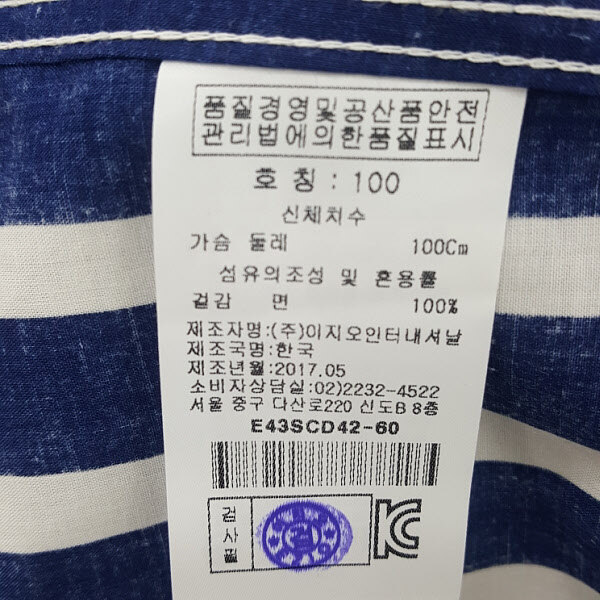 품질경영및공산품안전
관리법에의한품질표시
호 칭 : 100
신체치수
가슴 둘레 100Cm
섬유의조성 및 혼용률
겉감 면 100%
제조자명:(주)이지오인터내셔날
제조국명:한국
제조년월:2017.05
소비자상담실:02)2232-4522
서울 중구 다산로220 신도B 8층
E43SCD42-60
검사필
KC